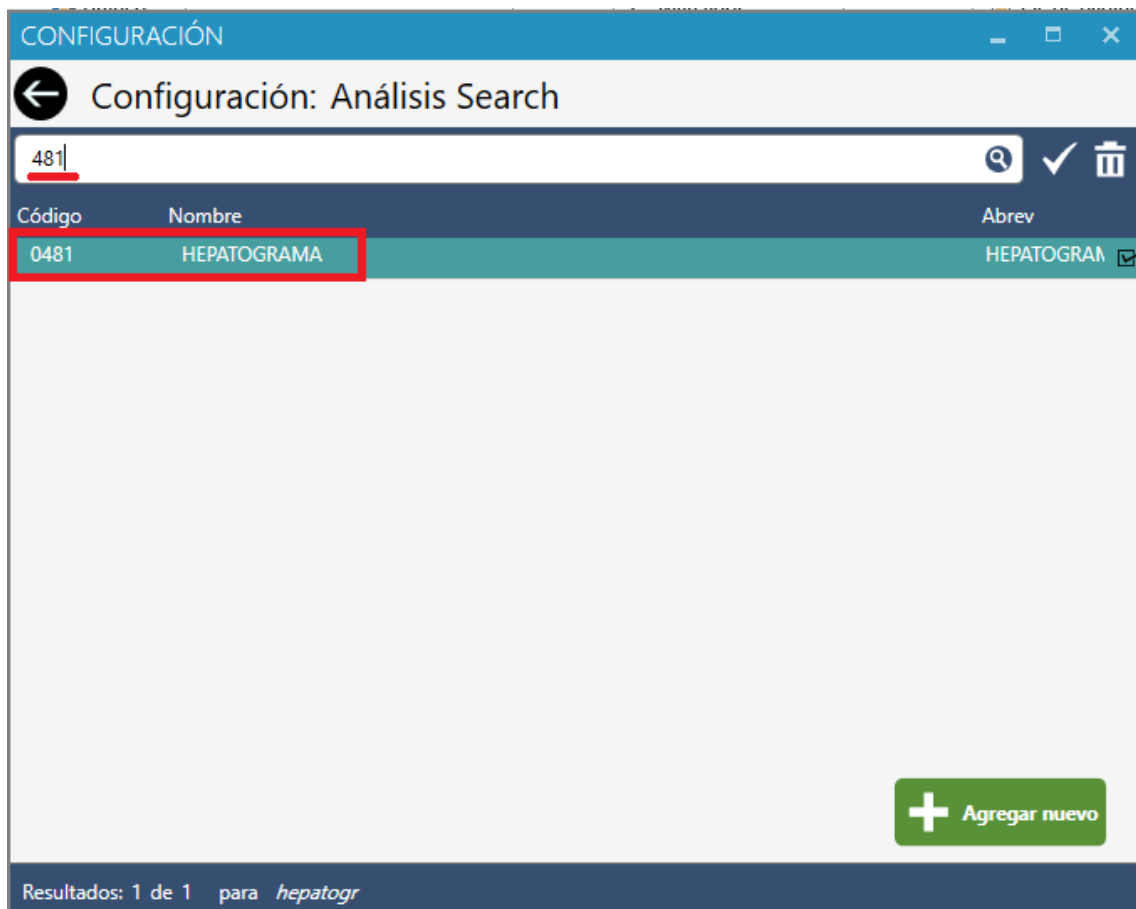 CONFIGURACIÓN
Configuración: Análisis Search
481
Código Nombre Abrev
0481 HEPATOGRAMA HEPATOGRAM
Agregar nuevo
Resultados: 1 de 1 para hepatogr